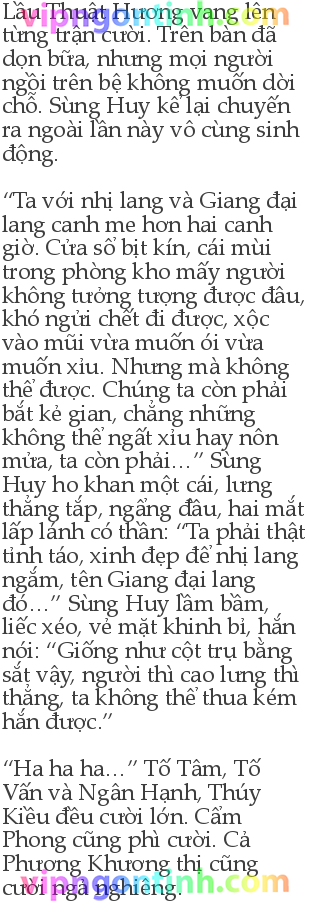 Lầu Thuật Hương vang lên
vipngontinh.com
từng trận cười. Trên bàn đã
dọn bữa, nhưng mọi người
ngồi trên bệ không muốn dời
chỗ. Sùng Huy kể lại chuyến
ra ngoài lần này vô cùng sinh
động.
“Ta với nhị lang và Giang đại
lang canh me hơn hai canh
giờ. Cửa sổ bịt kín, cái mùi
trong phòng kho mấy người
không tưởng tượng được đâu,
khó ngửi chết đi được, xộc
vào mũi vừa muốn ói vừa
muốn xỉu. Nhưng mà không
thể được. Chúng ta còn phải
bắt kẻ gian, chẳng những
không thể ngất xỉu hay nôn
mửa, ta còn phải…” Sùng
Huy ho khan một cái, lưng
thẳng tắp, ngẩng đầu, hai mắt
lấp lánh có thần: “Ta phải thật
tỉnh táo, xinh đẹp để nhị lang
ngắm, tên Giang đại lang
đó…” Sùng Huy lầm bầm,
liếc xéo, vẻ mặt khinh bỉ, hắn
nói: “Giống như cột trụ bằng
sắt vậy, người thì cao lưng thì
thẳng, ta không thể thua kém
hắn được.”
“Ha ha ha…” Tố Tâm, Tố
Vấn và Ngân Hạnh, Thúy
Kiều đều cười lớn. Cẩm
Phong cũng phì cười. Cả
Phượng Khương thị cũng
cười ngả nghiêng.
vipngontinh.com